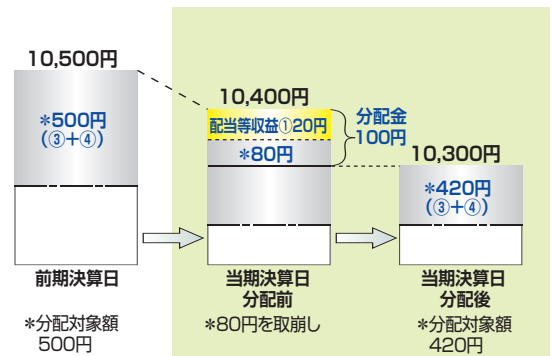 10,500円
*500円
(③+④)
前期決算日
*分配対象額
500円
10,400円
配当等収益①20円
*80円
分配金
100円
当期決算日
分配前
*80円を取崩し
10,300円
*420円
(③+④)
当期決算日
分配後
*分配対象額
420円